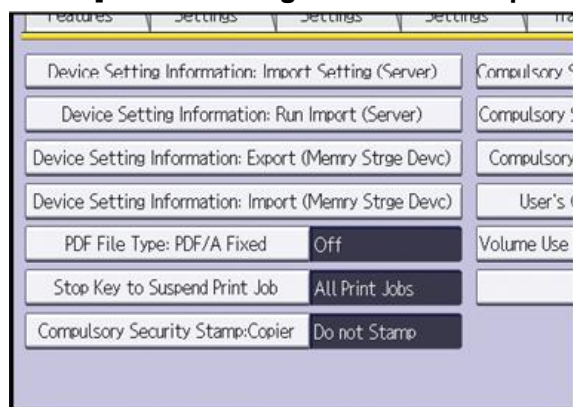 Features Settings Settings
Device Setting Information: Import Setting (Server) Compulsory
Device Setting Information: Run Import (Server) Compulsory
Device Setting Information: Export (Memry Strge Devc) Compulsory
Device Setting Information: Import (Memry Strge Devc) User's
PDF File Type: PDF/A Fixed Off Volume Use
Stop Key to Suspend Print Job All Print Jobs
Compulsory Security Stamp:Copier Do not Stamp